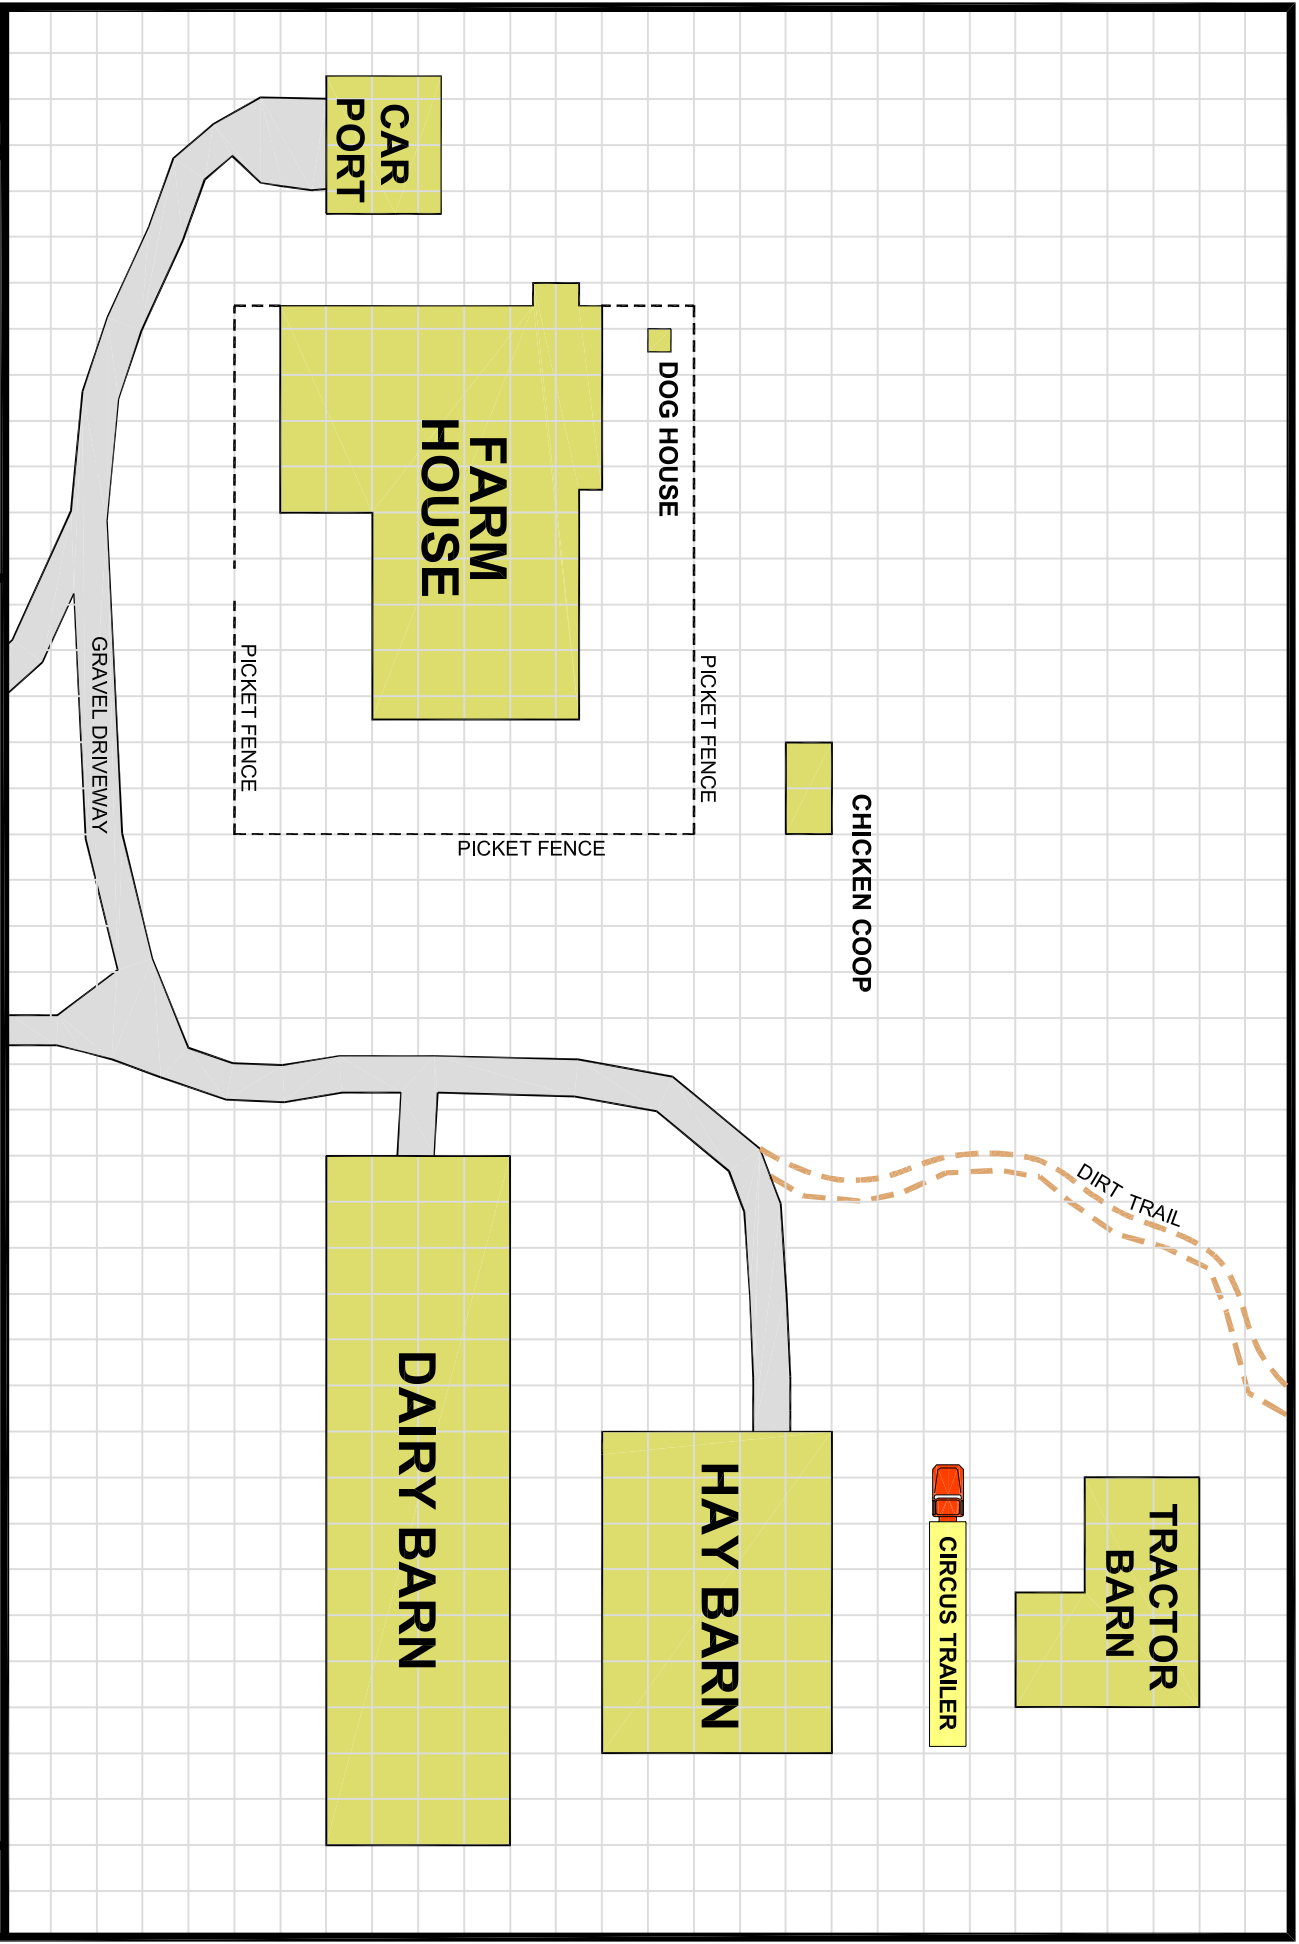 CAR
PORT
FARM
HOUSE
DOG HOUSE
GRAVEL DRIVEWAY
PICKET FENCE
PICKET FENCE
PICKET FENCE
CHICKEN COOP
DIRT TRAIL
DAIRY BARN
HAY BARN
CIRCUS TRAILER
TRACTOR
BARN